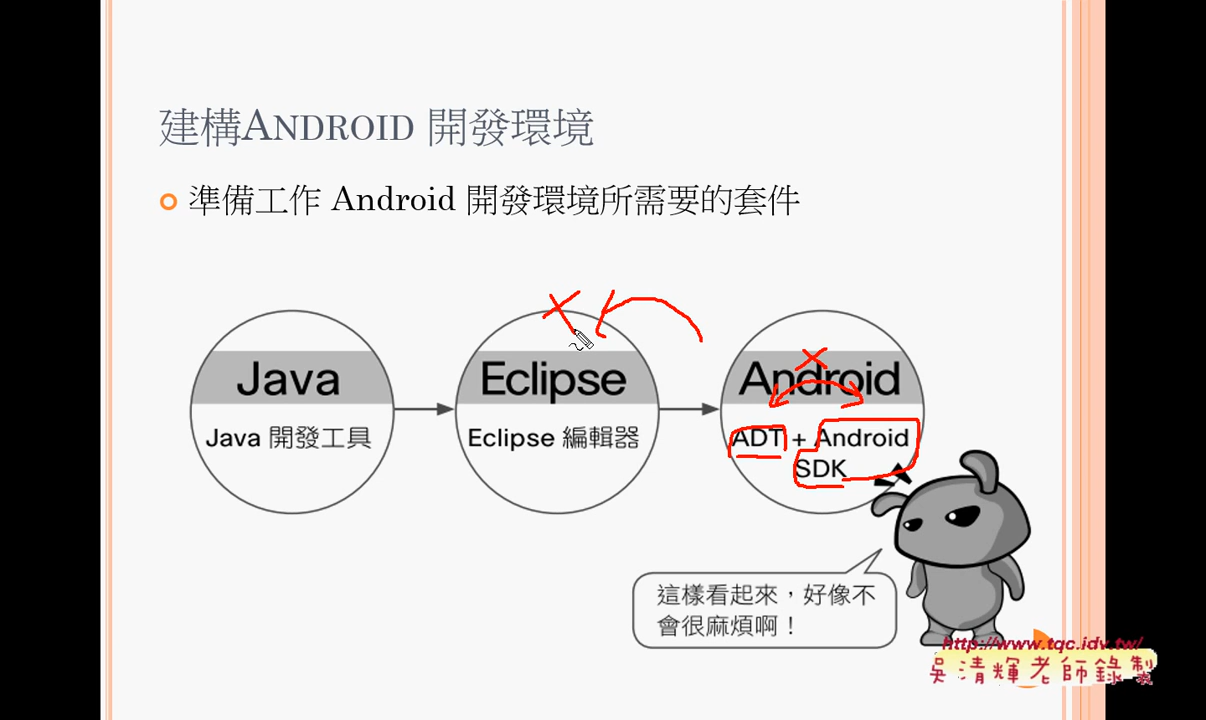 建構ANDROID 開發環境
準備工作 Android 開發環境所需要的套件
Java
Java 開發工具
Eclipse
Eclipse 編輯器
Android
ADT + Android
SDK
這樣看起來，好像不
會很麻煩啊！
http://www.tqc.idv.tw/
吳清輝老師錄製